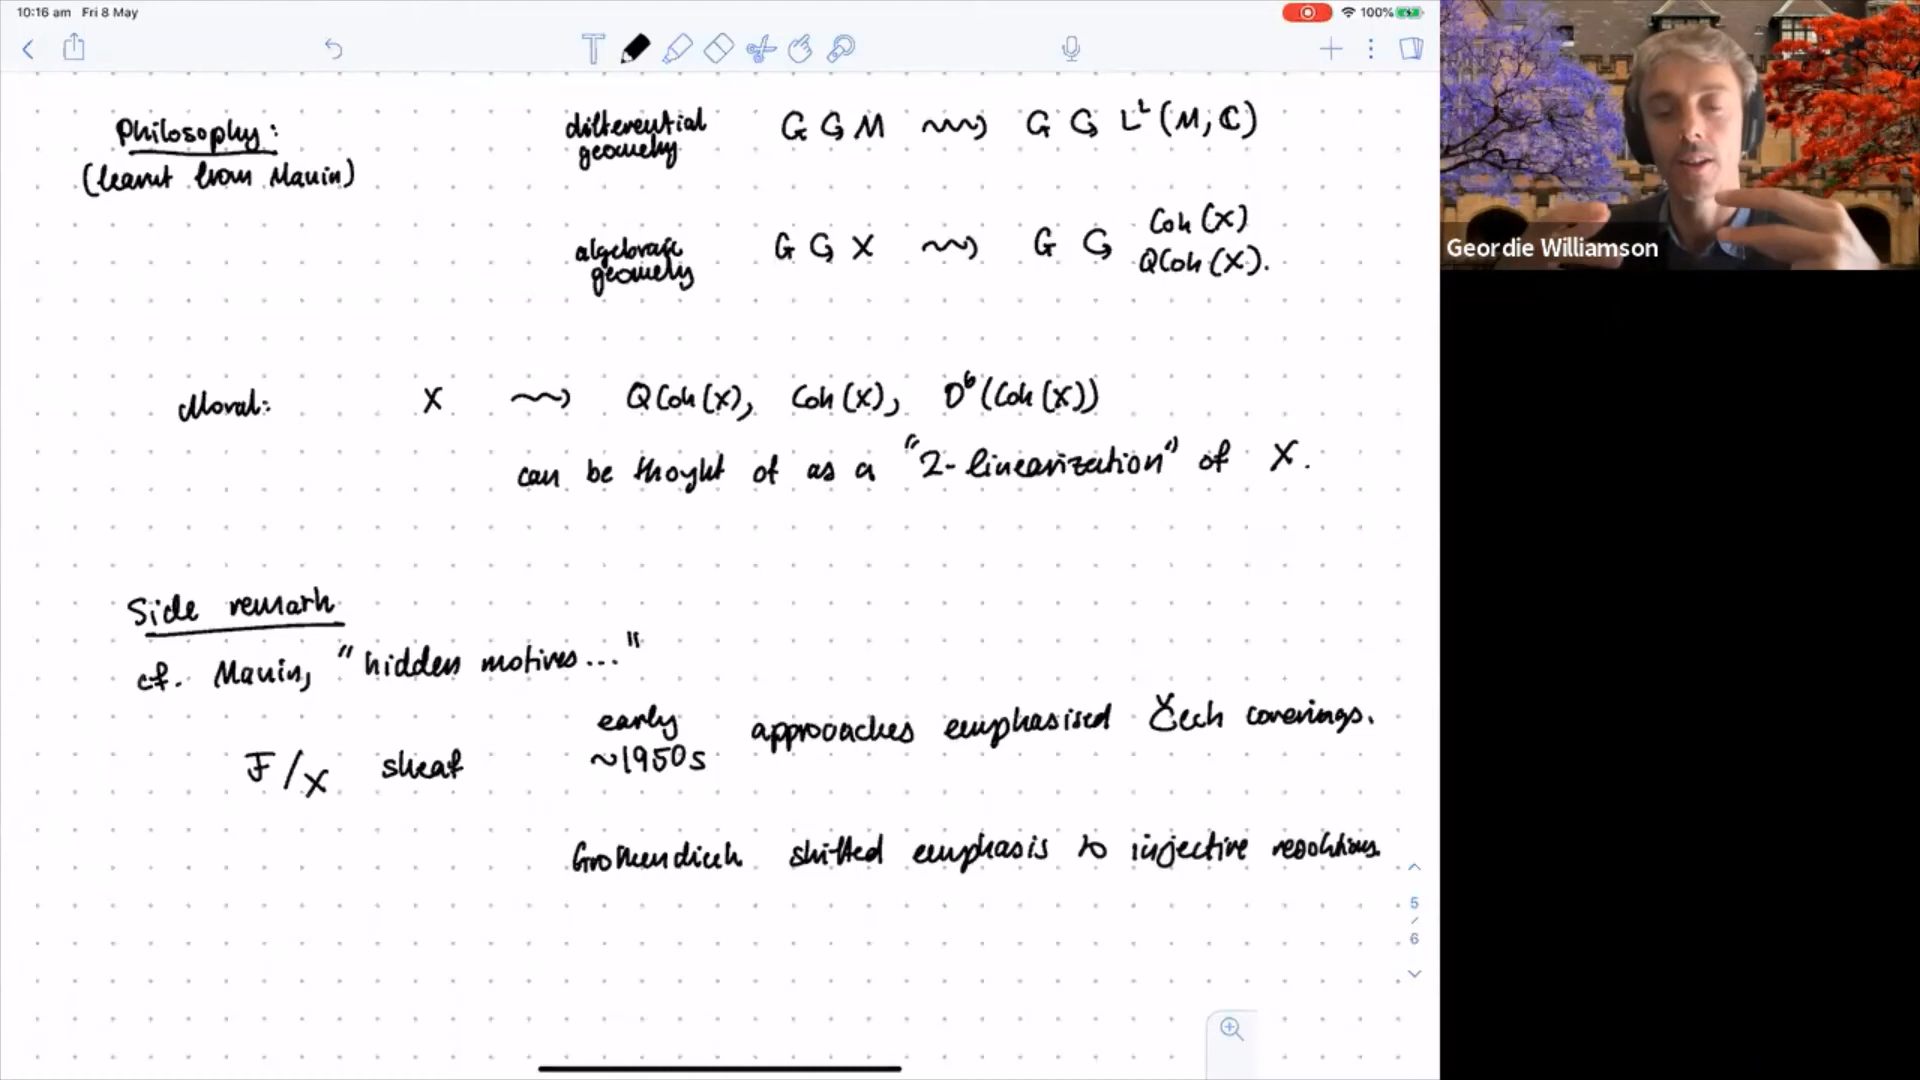 10:16 am Fri 8 May
100%
Philosophy:
(learnt from Manin)
differential geometry G ↻ M ⇝ G ↻ L²(M, ℂ)
algebraic geometry G ↻ X ⇝ G ↻ Coh(X)
QCoh(X).
Moral: X ⇝ QCoh(X), Coh(X), Dᵇ(Coh(X))
can be thoyht of as a "2-linearization" of X.
Side remark
cf. Manin, "hidden motives..."
F/X sheaf
early ~1950s approaches emphasised Čech coverings.
Grothendieck shifted emphasis to injective resolutions.
5
/
6
Geordie Williamson